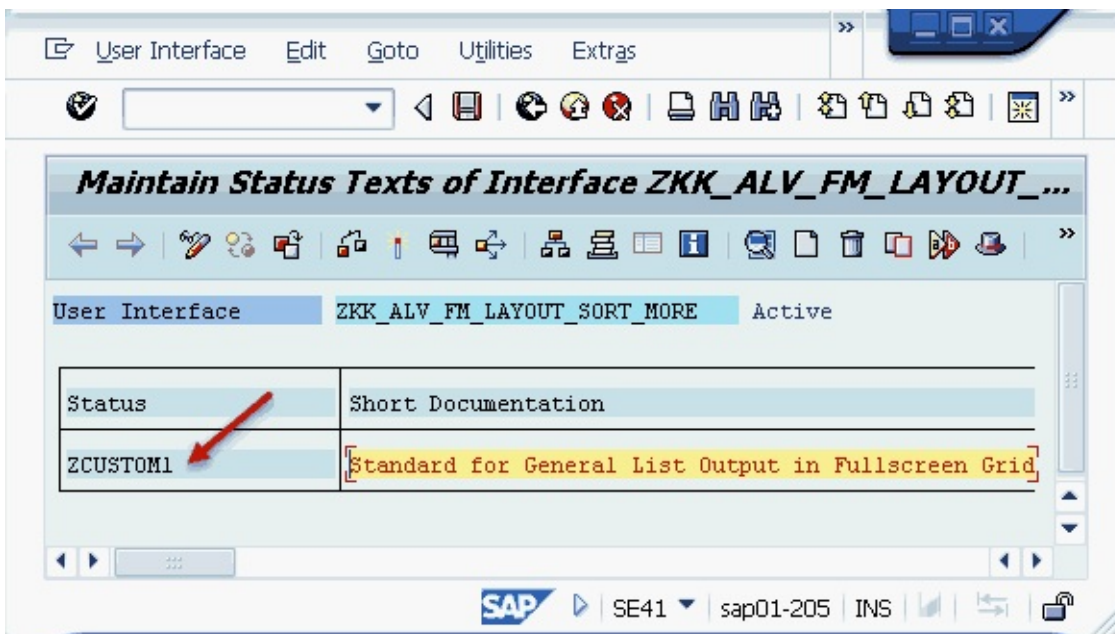 »
User Interface Edit Goto Utilities Extras
»
Maintain Status Texts of Interface ZKK_ALV_FM_LAYOUT_...
»
User Interface ZKK_ALV_FM_LAYOUT_SORT_MORE Active
Status Short Documentation
ZCUSTOM1 Standard for General List Output in Fullscreen Grid
SAP SE41 sap01-205 INS